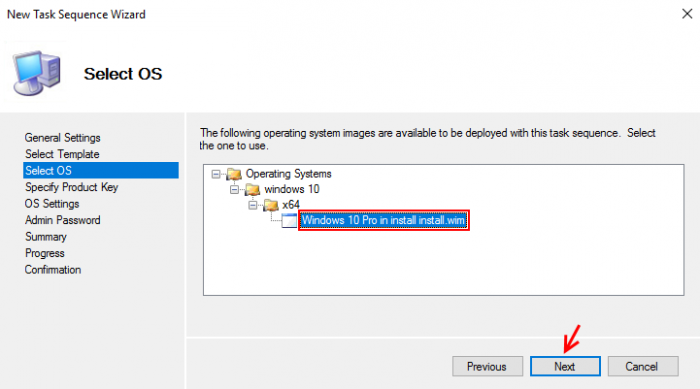 New Task Sequence Wizard
Select OS
General Settings
Select Template
Select OS
Specify Product Key
OS Settings
Admin Password
Summary
Progress
Confirmation
The following operating system images are available to be deployed with this task sequence.  Select
the one to use.
Operating Systems
windows 10
x64
Windows 10 Pro in install install.wim
Previous
Next
Cancel